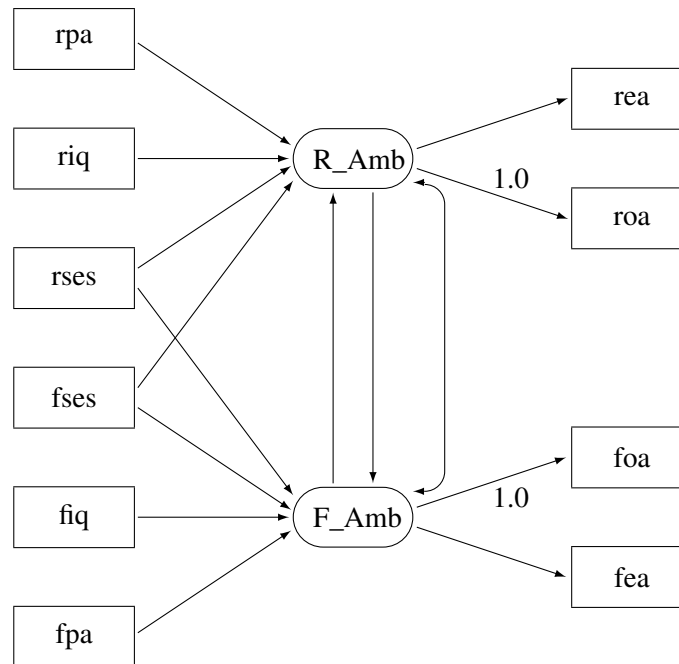 rpa
rea
R_Amb
riq
1.0
roa
rses
fses
foa
1.0
F_Amb
fiq
fea
fpa